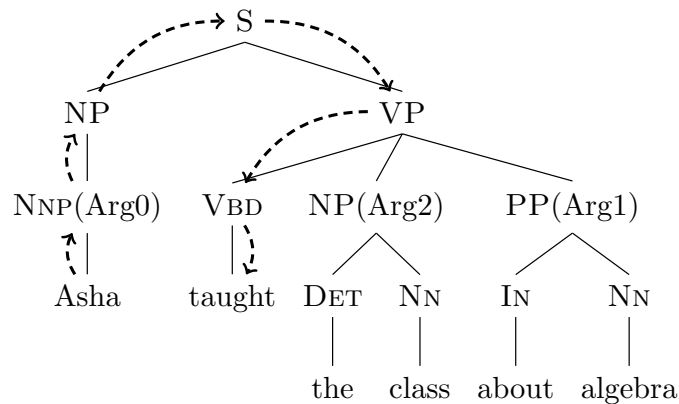 S
NP VP
NNP(Arg0) VBD NP(Arg2) PP(Arg1)
Asha taught DET NN IN NN
the class about algebra